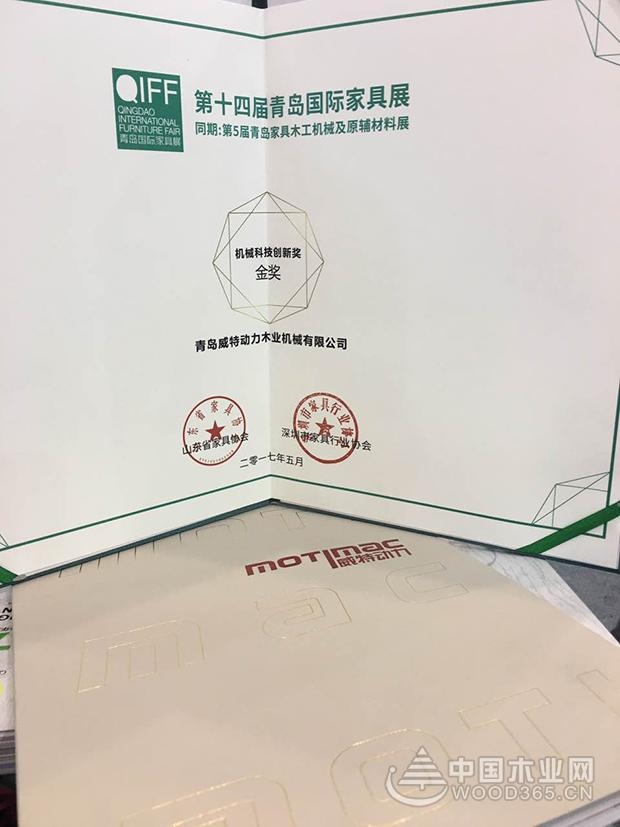 QIFF
QINGDAO
INTERNATIONAL
FURNITURE FAIR
青岛国际家具展
第十四届青岛国际家具展
同期:第5届青岛家具木工机械及原辅材料展
机械科技创新奖
金奖
青岛威特动力木业机械有限公司
山东省家具协会
深圳市家具行业协会
二零一七年五月
MOTIMAC
威特动力
mac
MOTI
中国木业网
WOOD365.CN